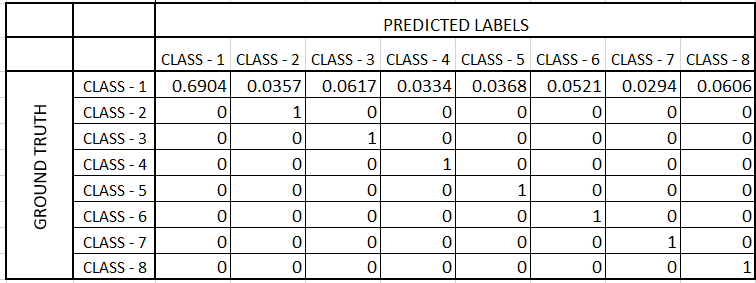 PREDICTED LABELS
CLASS - 1 CLASS - 2 CLASS - 3 CLASS - 4 CLASS - 5 CLASS - 6 CLASS - 7 CLASS - 8
GROUND TRUTH
CLASS - 1 0.6904 0.0357 0.0617 0.0334 0.0368 0.0521 0.0294 0.0606
CLASS - 2 0 1 0 0 0 0 0 0
CLASS - 3 0 0 1 0 0 0 0 0
CLASS - 4 0 0 0 1 0 0 0 0
CLASS - 5 0 0 0 0 1 0 0 0
CLASS - 6 0 0 0 0 0 1 0 0
CLASS - 7 0 0 0 0 0 0 1 0
CLASS - 8 0 0 0 0 0 0 0 1